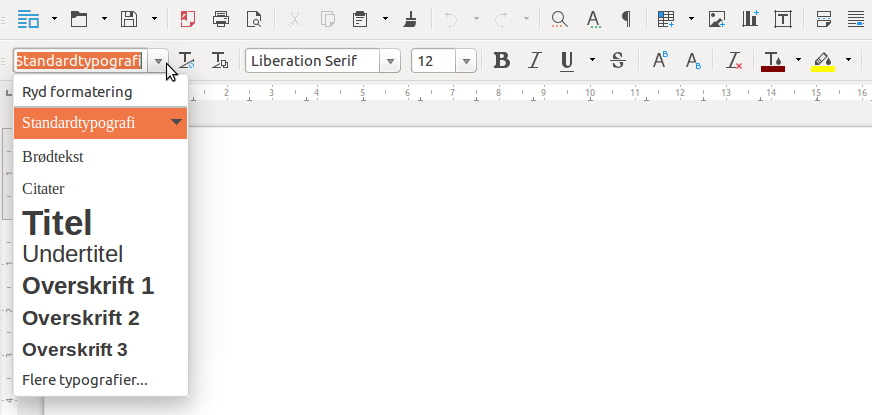 Standardtypografi Liberation Serif 12 B I U S
Ryd formatering
2 3 4 5 6 7 8 9 10 11 12 13 14 15 16
Standardtypografi
Brødtekst
Citater
Titel
Undertitel
Overskrift 1
Overskrift 2
Overskrift 3
Flere typografier...